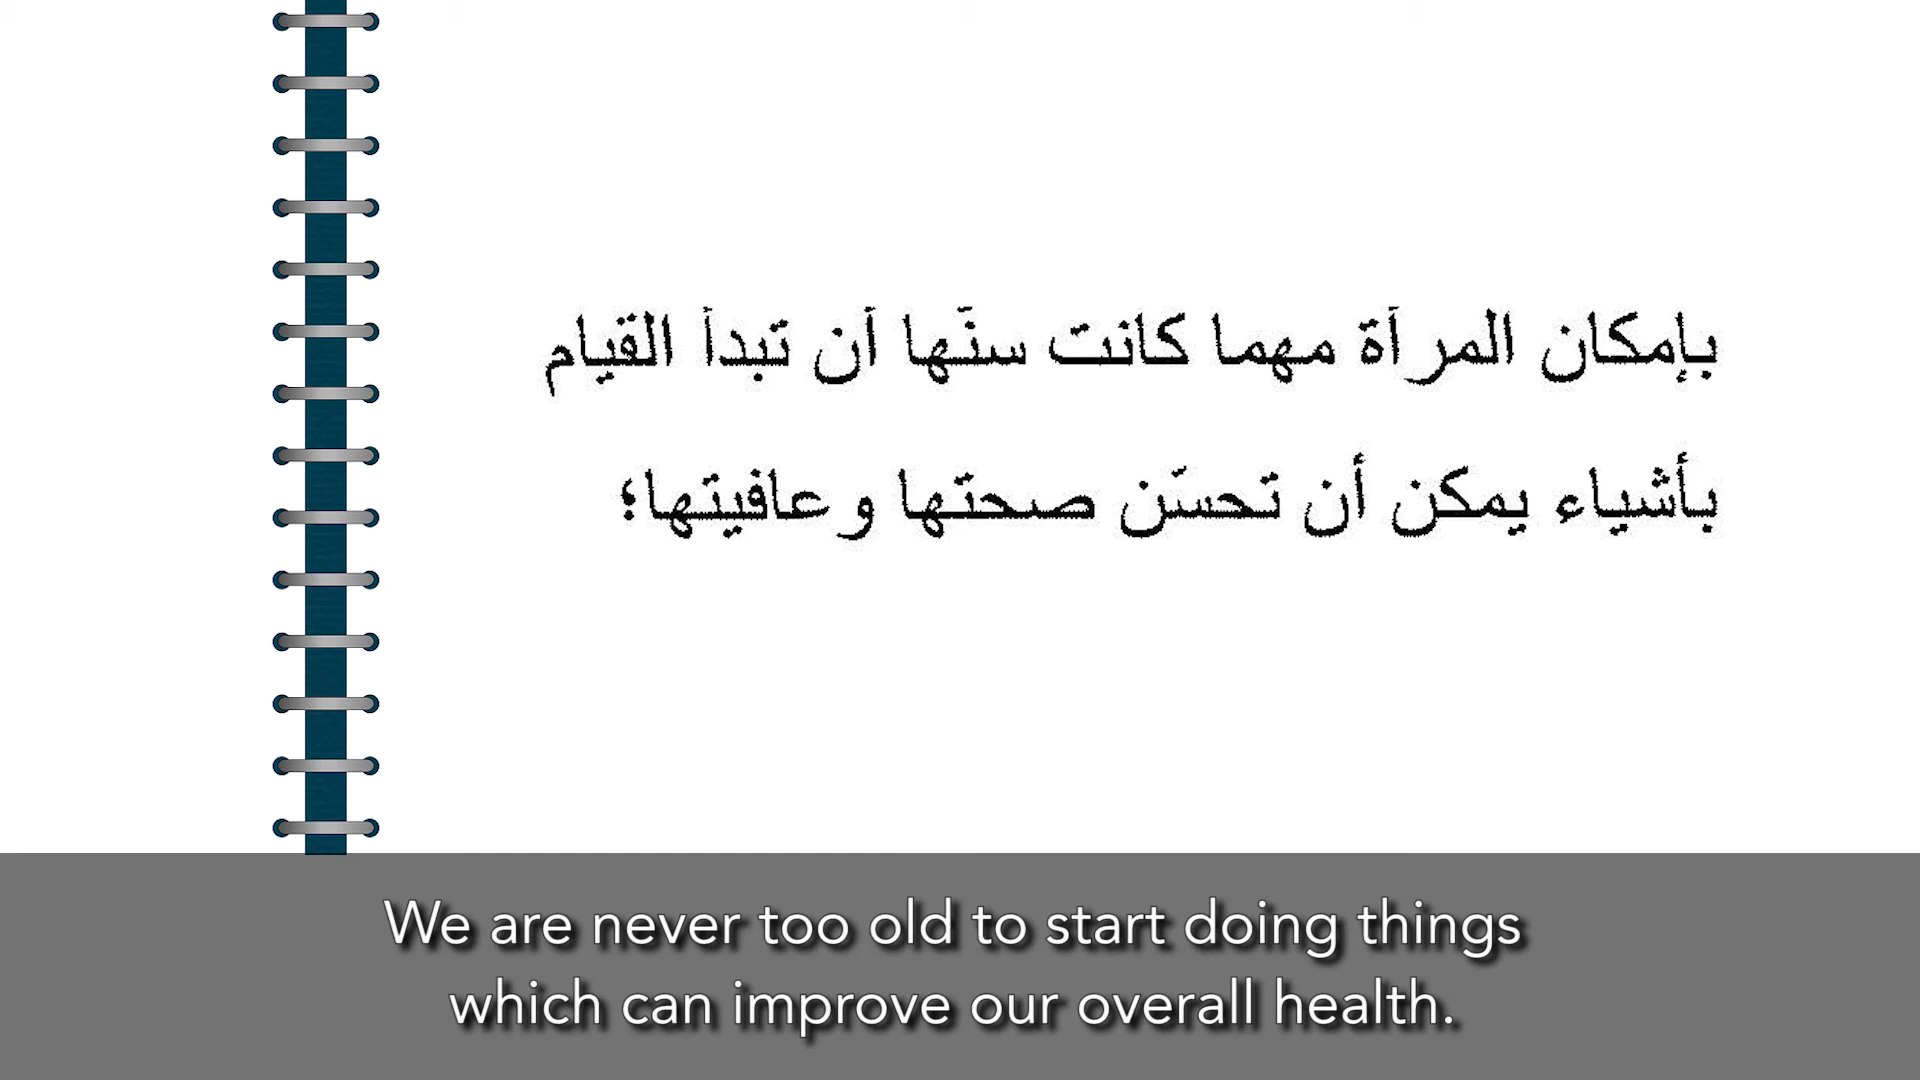 بإمكان المرأة مهما كانت سنّها أن تبدأ القيام
بأشياء يمكن أن تحسّن صحتها وعافيتها؛
We are never too old to start doing things
which can improve our overall health.